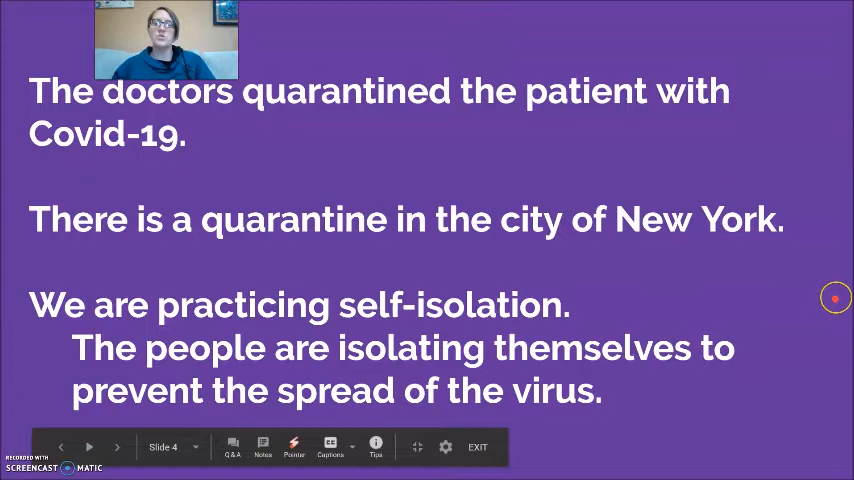 The doctors quarantined the patient with
Covid-19.
There is a quarantine in the city of New York.
We are practicing self-isolation.
The people are isolating themselves to
prevent the spread of the virus.
Slide 4
Q & A
Notes
Pointer
Captions
Tips
EXIT
RECORDED WITH
SCREENCAST MATIC